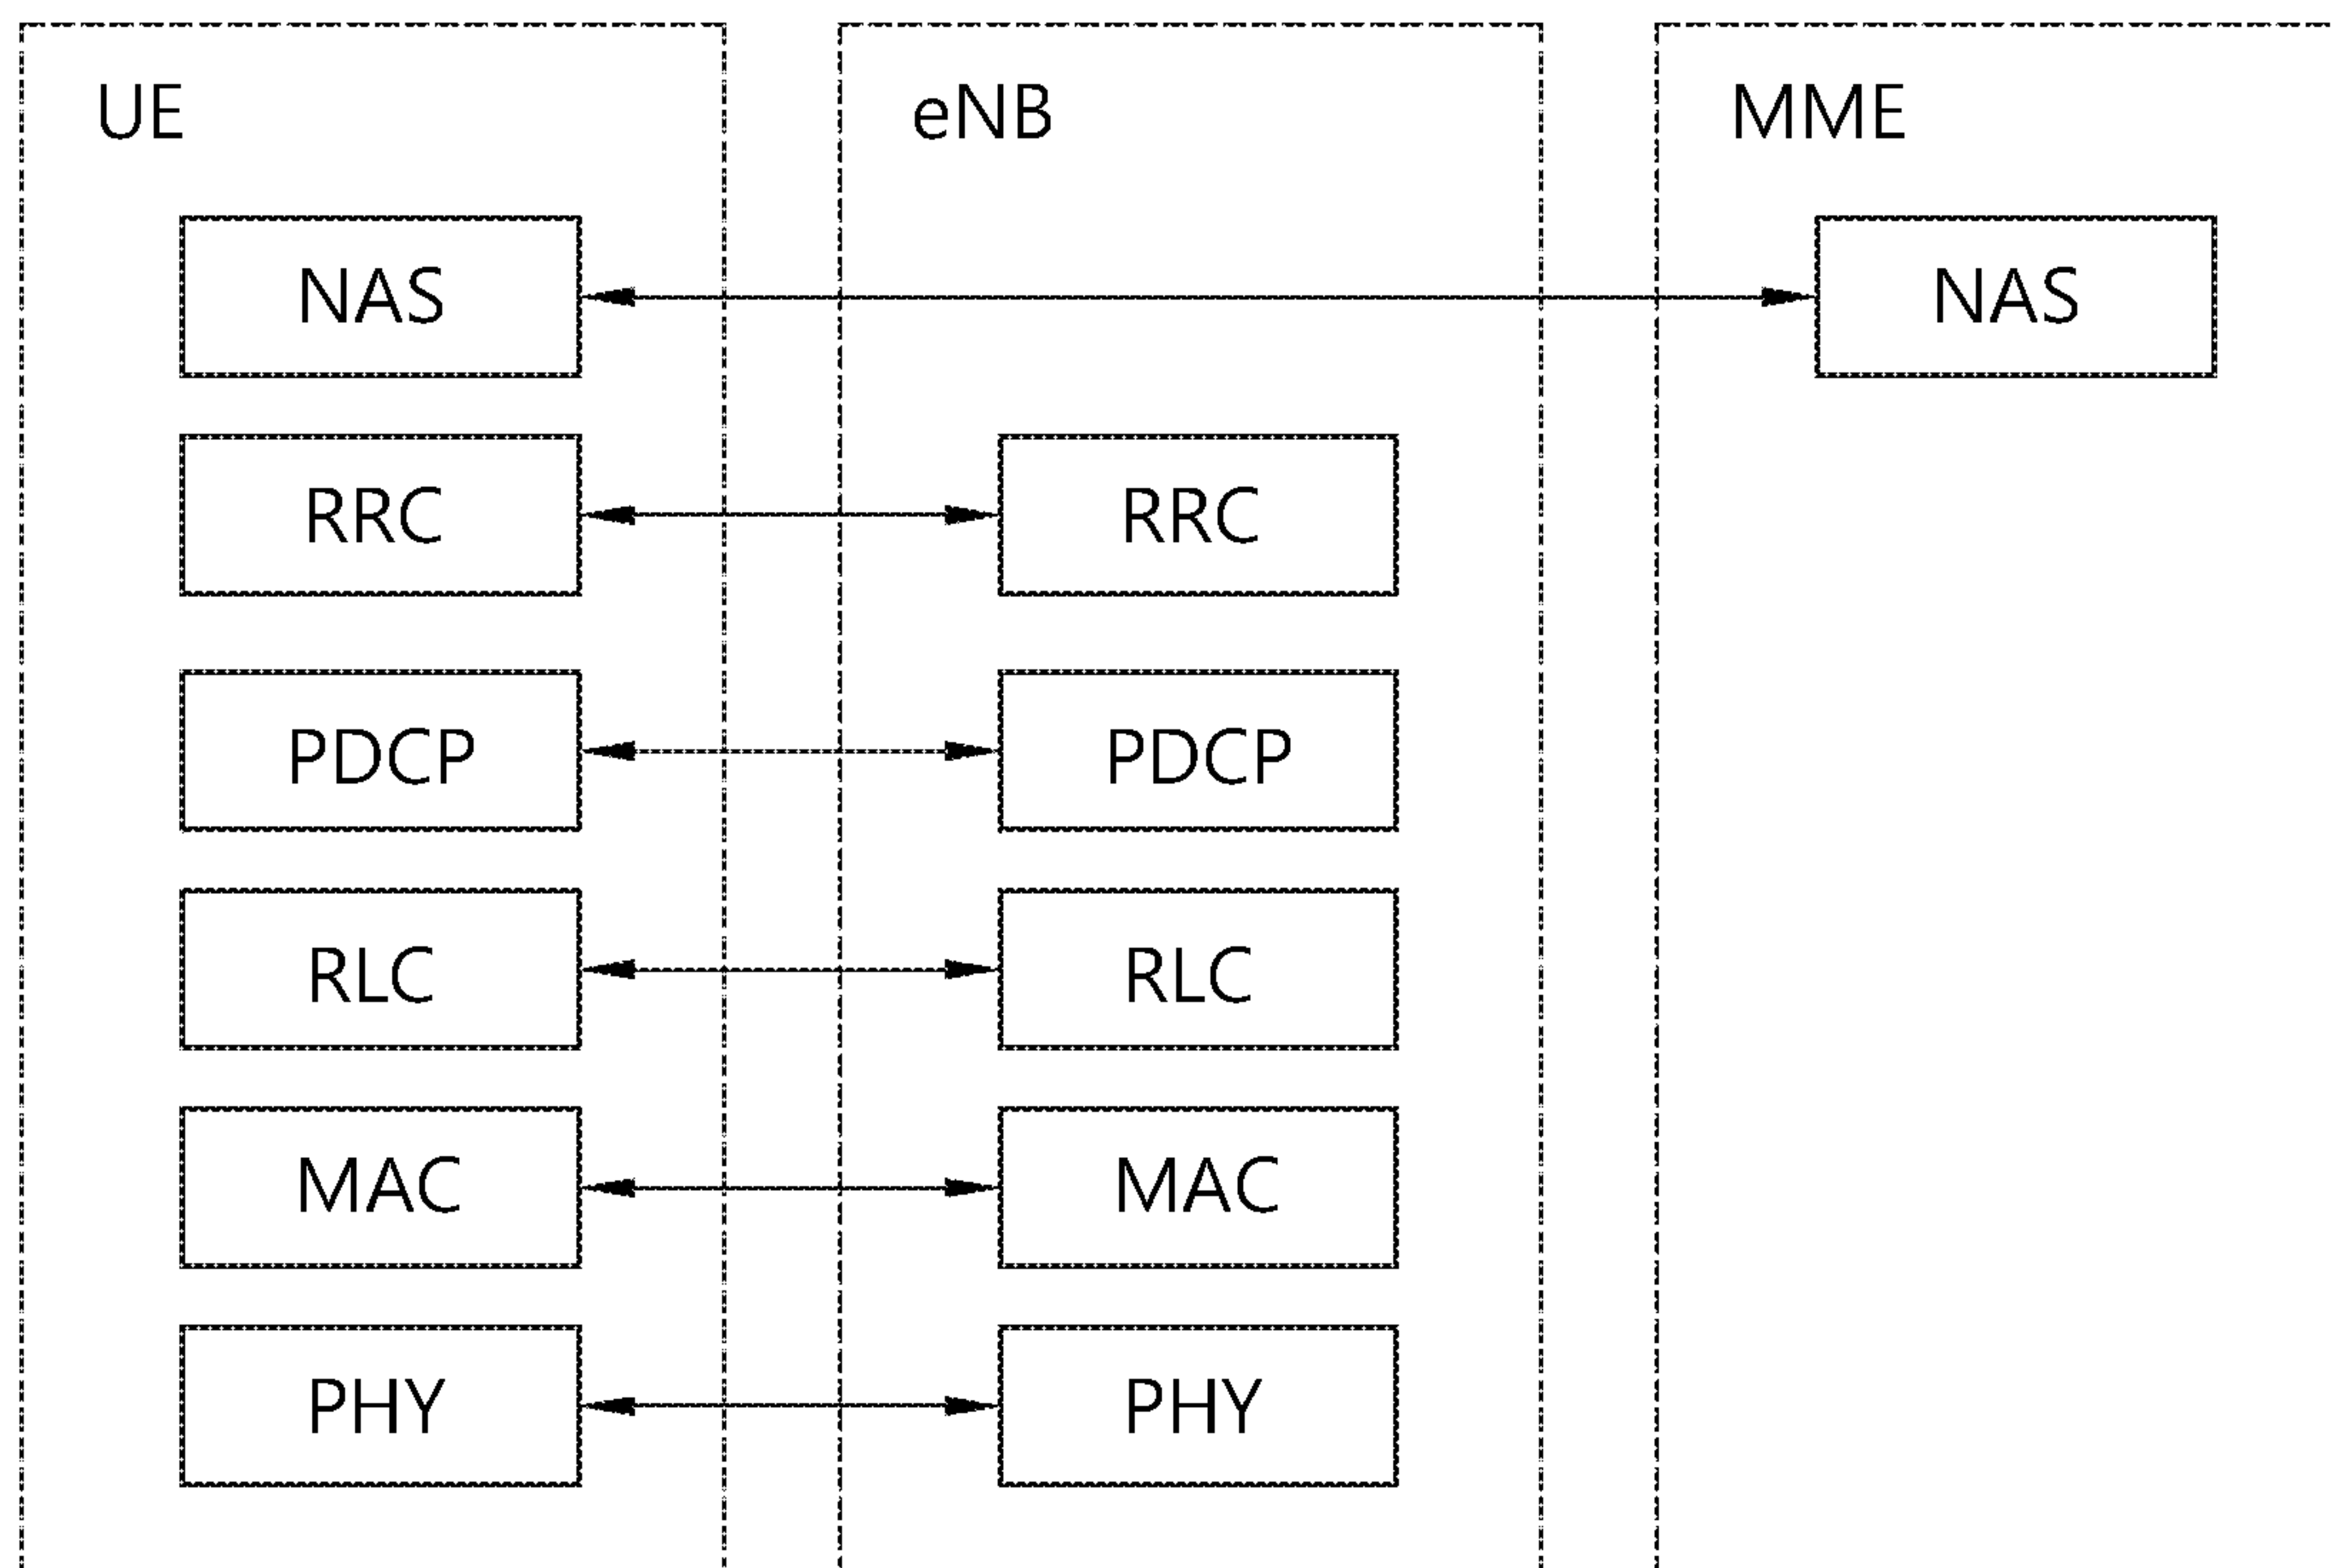 UE eNB MME
NAS NAS
RRC RRC
PDCP PDCP
RLC RLC
MAC MAC
PHY PHY